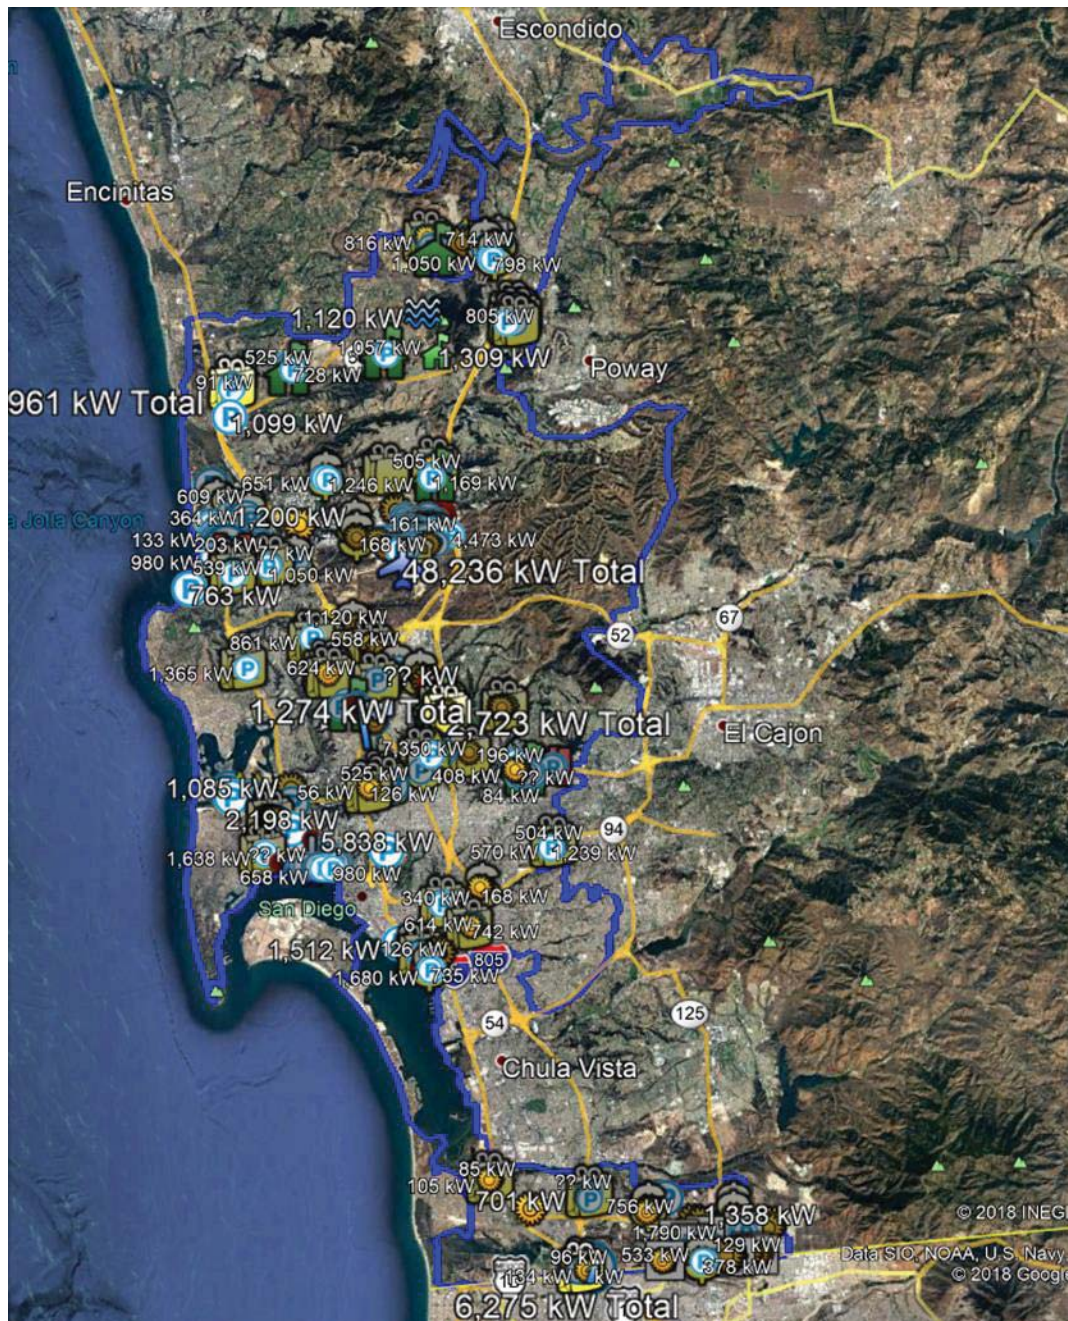 Escondido
Encinitas
816 kW
714 kW
1,050 kW
798 kW
1,120 kW
805 kW
1,057 kW
1,309 kW
525 kW
728 kW
Poway
91 kW
961 kW Total
1,099 kW
505 kW
651 kW
1,246 kW
1,169 kW
609 kW
364 kW
1,200 kW
161 kW
a Jolla Canyon
133 kW
203 kW
168 kW
4,473 kW
980 kW
539 kW
77 kW
1,050 kW
48,236 kW Total
763 kW
1,120 kW
67
861 kW
558 kW
52
1,365 kW
624 kW
?? kW
1,274 kW Total
2,723 kW Total
El Cajon
7,350 kW
196 kW
525 kW
408 kW
?? kW
1,085 kW
56 kW
126 kW
84 kW
2,198 kW
5,838 kW
504 kW
94
1,638 kW
?? kW
570 kW
1,239 kW
658 kW
980 kW
340 kW
168 kW
San Diego
614 kW
742 kW
1,512 kW
126 kW
805
1,680 kW
735 kW
54
125
Chula Vista
85 kW
105 kW
?? kW
701 kW
756 kW
1,358 kW
© 2018 INEGI
1,790 kW
129 kW
96 kW
533 kW
378 kW
Data SIO, NOAA, U.S. Navy,
134 kW
kW
© 2018 Google
6,275 kW Total